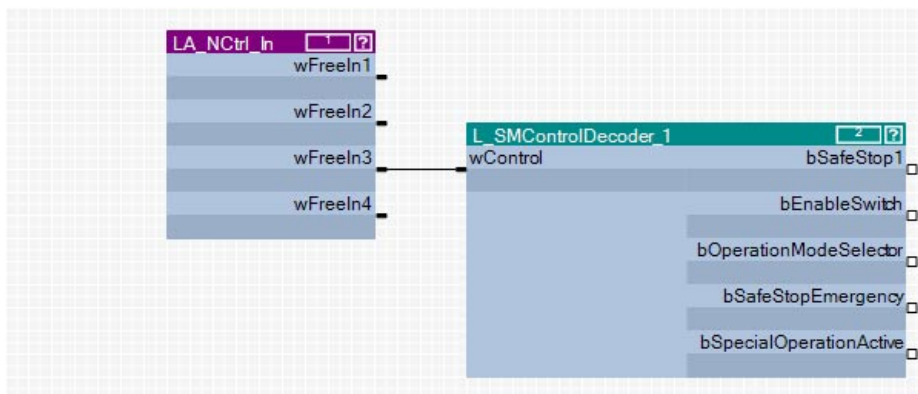 LA_NCtrl_In 1 ?
wFreeIn1
wFreeIn2
wFreeIn3
wFreeIn4
L_SMControlDecoder_1 2 ?
wControl bSafeStop1
bEnableSwitch
bOperationModeSelector
bSafeStopEmergency
bSpecialOperationActive